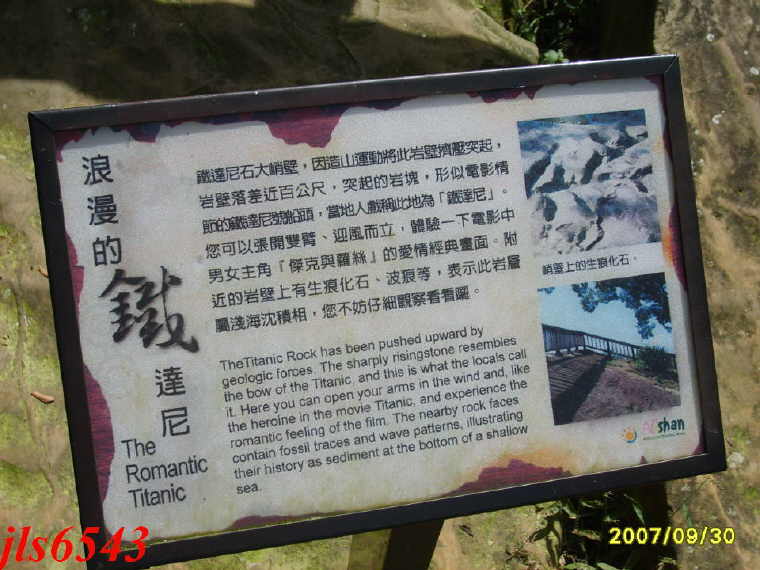 浪漫的
鐵
達尼
The
Romantic
Titanic
鐵達尼石大峭壁，因造山運動將此岩壁擠壓突起，
岩壁落差近百公尺，突起的岩塊，形似電影情
節的鐵達尼號船頭，當地人戲稱此地為「鐵達尼」。
您可以張開雙臂、迎風而立，體驗一下電影中
男女主角「傑克與蘿絲」的愛情經典畫面。附
近的岩壁上有生痕化石、波痕等，表示此岩層
屬淺海沈積相，您不妨仔細觀察看看囉。
TheTitanic Rock has been pushed upward by
geologic forces. The sharply risingstone resembles
the bow of the Titanic, and this is what the locals call
it. Here you can open your arms in the wind and, like
the heroine in the movie Titanic, and experience the
romantic feeling of the film. The nearby rock faces
contain fossil traces and wave patterns, illustrating
their history as sediment at the bottom of a shallow
sea.
峭壁上的生痕化石。
shan
jls6543
2007/09/30